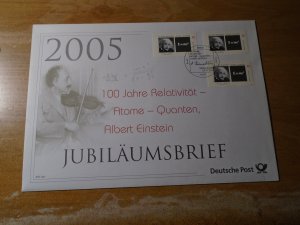 2005
100 Jahre Relativität –
Atome – Quanten,
Albert Einstein
JUBILÄUMSBRIEF
Deutsche Post